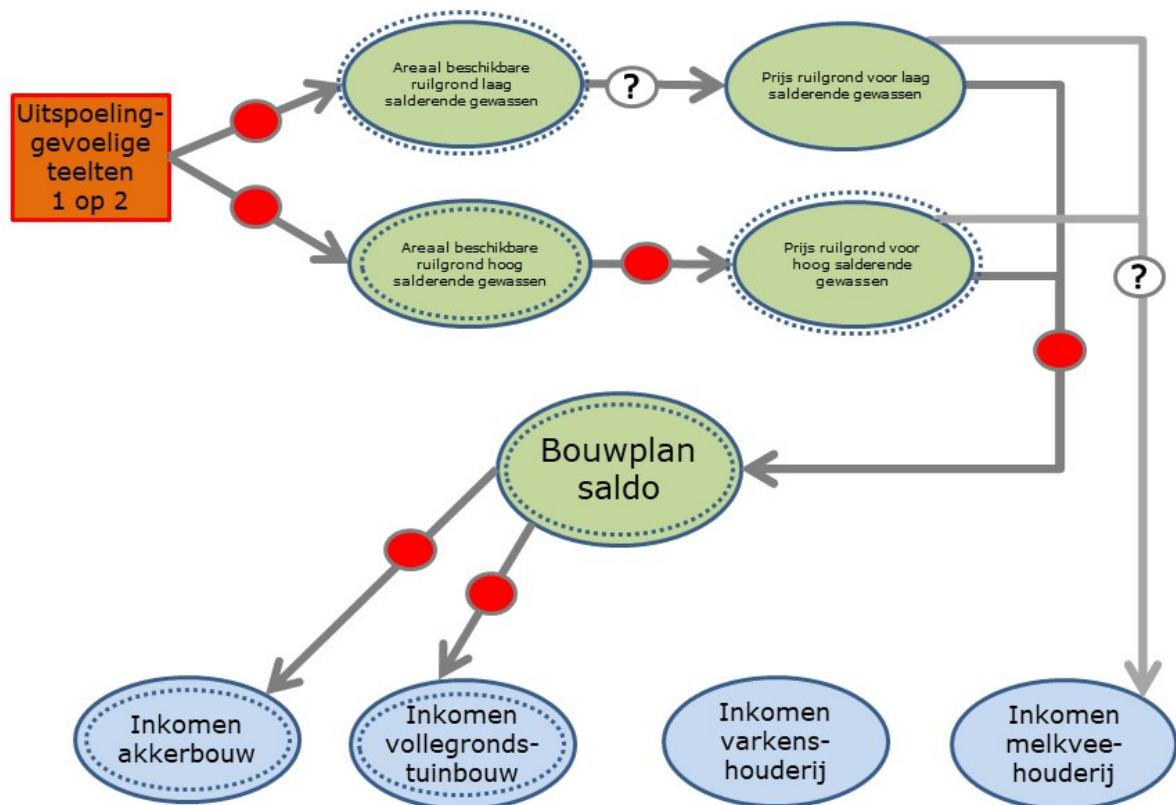 Uitspoeling-
gevoelige
teelten
1 op 2
Areaal beschikbare
ruilgrond laag
salderende gewassen
?
Prijs ruilgrond voor laag
salderende gewassen
Areaal beschikbare
ruilgrond hoog
salderende gewassen
Prijs ruilgrond voor
hoog salderende
gewassen
?
Bouwplan
saldo
Inkomen
akkerbouw
Inkomen
vollegronds-
tuinbouw
Inkomen
varkens-
houderij
Inkomen
melkvee-
houderij